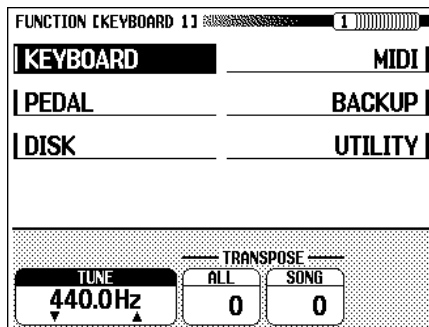 FUNCTION [KEYBOARD 1] 1
KEYBOARD MIDI
PEDAL BACKUP
DISK UTILITY
TRANSPOSE
TUNE ALL SONG
440.0Hz 0 0